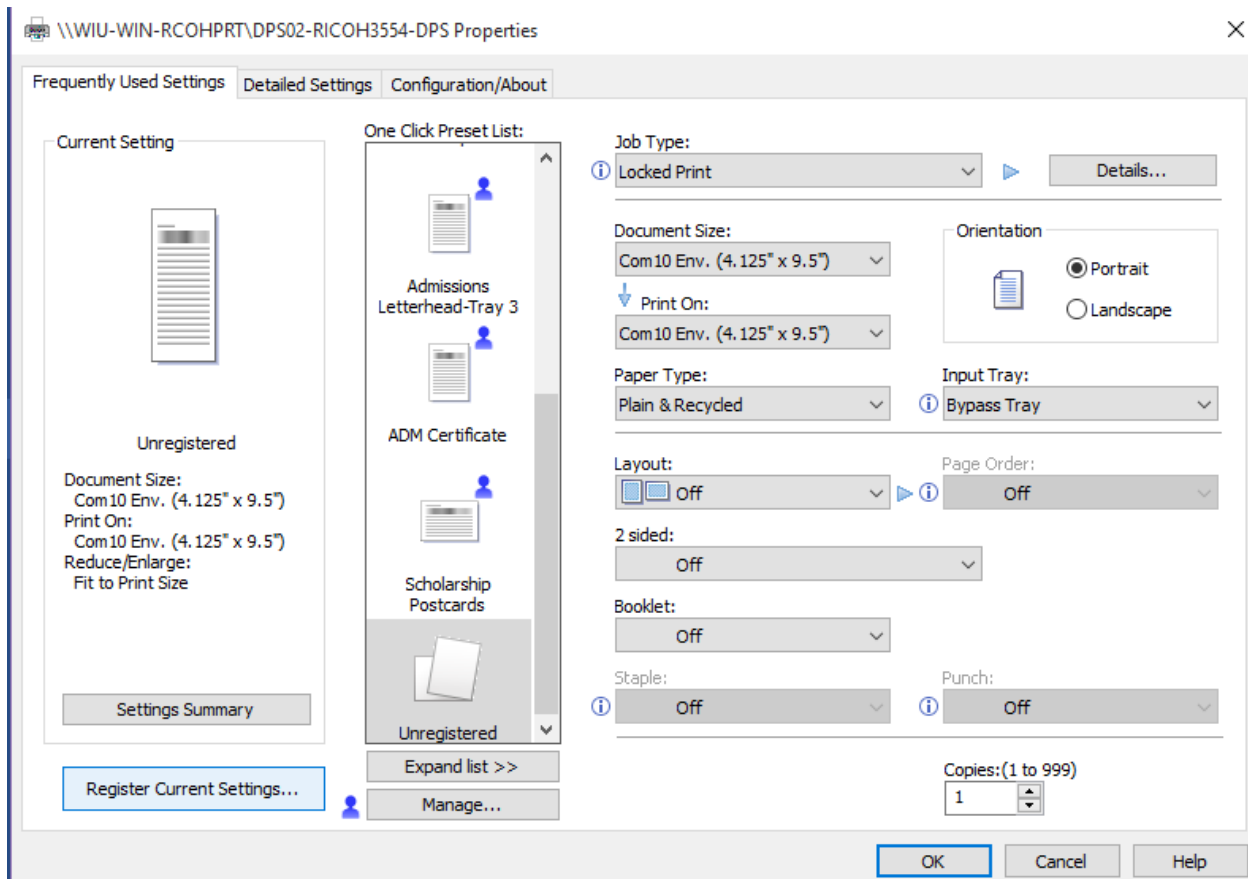 \\WIU-WIN-RCOHPRT\DPS02-RICOH3554-DPS Properties
Frequently Used Settings
Detailed Settings
Configuration/About
Current Setting
Unregistered
Document Size:
Com10 Env. (4.125" x 9.5")
Print On:
Com10 Env. (4.125" x 9.5")
Reduce/Enlarge:
Fit to Print Size
Settings Summary
Register Current Settings...
One Click Preset List:
Admissions
Letterhead-Tray 3
ADM Certificate
Scholarship
Postcards
Unregistered
Expand list >>
Manage...
Job Type:
Locked Print
Details...
Document Size:
Com10 Env. (4.125" x 9.5")
Print On:
Com10 Env. (4.125" x 9.5")
Orientation
Portrait
Landscape
Paper Type:
Plain & Recycled
Input Tray:
Bypass Tray
Layout:
Off
Page Order:
Off
2 sided:
Off
Booklet:
Off
Staple:
Off
Punch:
Off
Copies:(1 to 999)
1
OK
Cancel
Help